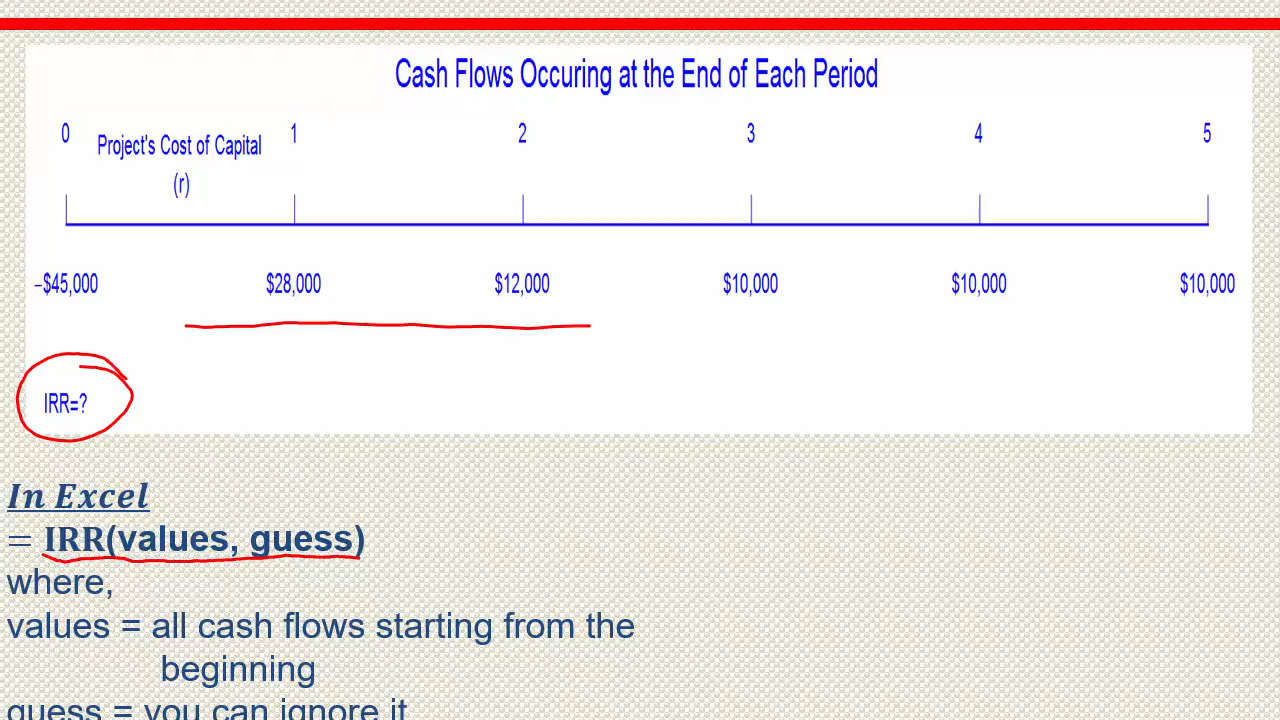 Cash Flows Occuring at the End of Each Period
0 Project's Cost of Capital 1 2 3 4 5
(r)
–$45,000 $28,000 $12,000 $10,000 $10,000 $10,000
IRR=?
In Excel
= IRR(values, guess)
where,
values = all cash flows starting from the
beginning
guess = you can ignore it